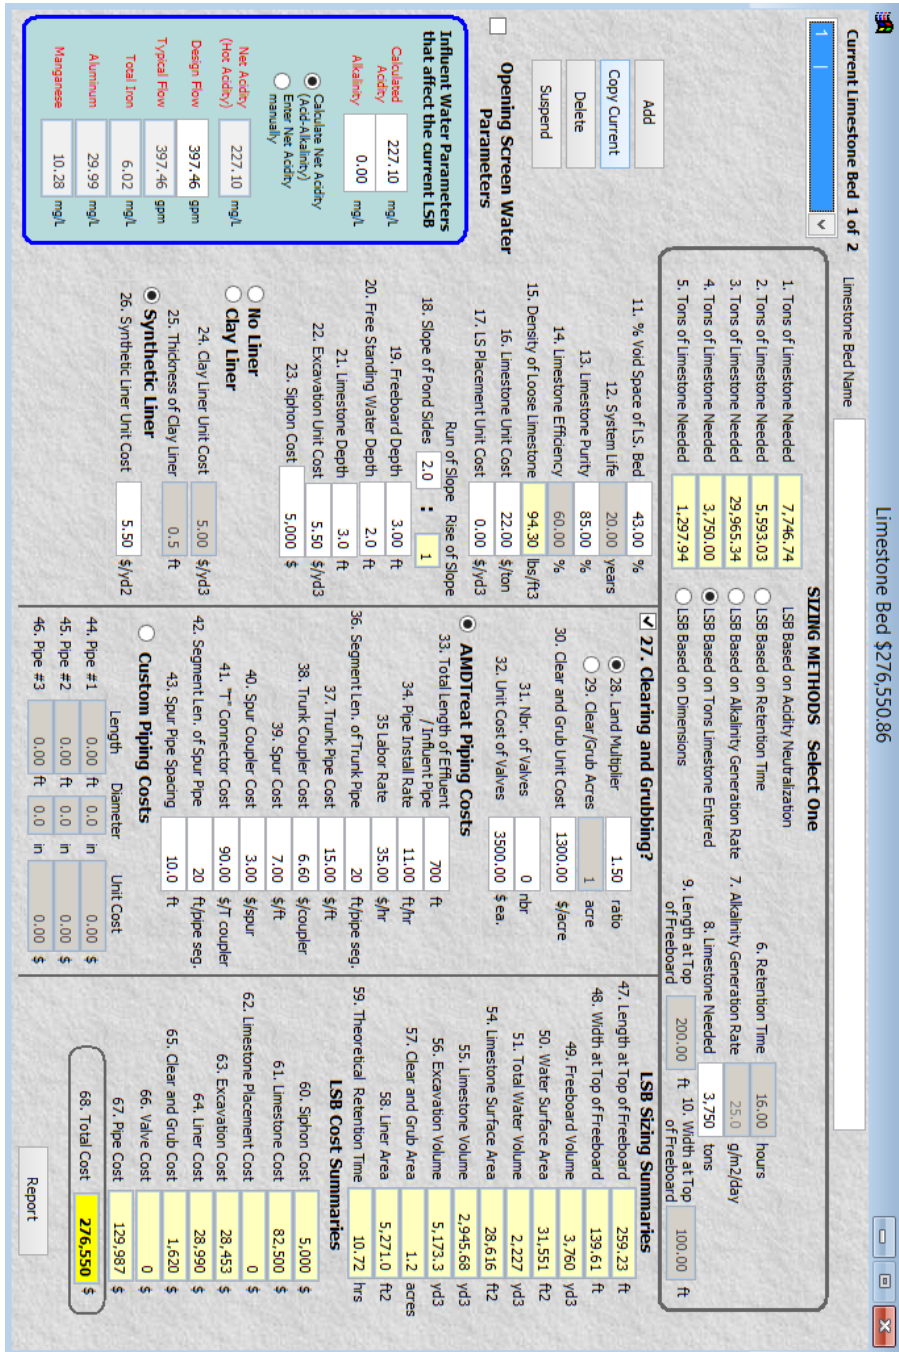 Limestone Bed $276,550.86
Current Limestone Bed 1 of 2
1
Limestone Bed Name
Add
Copy Current
Delete
Suspend
Opening Screen Water
Parameters
Influent Water Parameters
that affect the current LSB
Calculated
Acidity 227.10 mg/L
Alkalinity 0.00 mg/L
Calculate Net Acidity
(Acid-Alkalinity)
Enter Net Acidity
manually
Net Acidity
(Hot Acidity) 227.10 mg/L
Design Flow 397.46 gpm
Typical Flow 397.46 gpm
Total Iron 6.02 mg/L
Aluminum 29.99 mg/L
Manganese 10.28 mg/L
SIZING METHODS Select One
1. Tons of Limestone Needed 7,746.74 LSB Based on Acidity Neutralization
2. Tons of Limestone Needed 5,593.03 LSB Based on Retention Time
3. Tons of Limestone Needed 29,965.34 LSB Based on Alkalinity Generation Rate
4. Tons of Limestone Needed 3,750.00 LSB Based on Tons Limestone Entered
5. Tons of Limestone Needed 1,297.94 LSB Based on Dimensions
6. Retention Time 16.00 hours
7. Alkalinity Generation Rate 25.0 g/m2/day
8. Limestone Needed 3,750 tons
9. Length at Top
of Freeboard 200.00 ft
10. Width at Top
of Freeboard 100.00 ft
11. % Void Space of LS. Bed 43.00 %
12. System Life 20.00 years
13. Limestone Purity 85.00 %
14. Limestone Efficiency 60.00 %
15. Density of Loose Limestone 94.30 lbs/ft3
16. Limestone Unit Cost 22.00 $/ton
17. LS Placement Unit Cost 0.00 $/yd3
Run of Slope Rise of Slope
18. Slope of Pond Sides 2.0 : 1
19. Freeboard Depth 3.00 ft
20. Free Standing Water Depth 2.0 ft
21. Limestone Depth 3.0 ft
22. Excavation Unit Cost 5.50 $/yd3
23. Siphon Cost 5,000 $
No Liner
Clay Liner
24. Clay Liner Unit Cost 5.00 $/yd3
25. Thickness of Clay Liner 0.5 ft
Synthetic Liner
26. Synthetic Liner Unit Cost 5.50 $/yd2
27. Clearing and Grubbing?
28. Land Multiplier 1.50 ratio
29. Clear/Grub Acres 1 acre
30. Clear and Grub Unit Cost 1300.00 $/acre
31. Nbr. of Valves 0 nbr
32. Unit Cost of Valves 3500.00 $ ea.
AMDTreat Piping Costs
33. Total Length of Effluent
/ Influent Pipe 700 ft
34. Pipe Install Rate 11.00 ft/hr
35 Labor Rate 35.00 $/hr
36. Segment Len. of Trunk Pipe 20 ft/pipe seg.
37. Trunk Pipe Cost 15.00 $/ft
38. Trunk Coupler Cost 6.60 $/coupler
39. Spur Cost 7.00 $/ft
40. Spur Coupler Cost 3.00 $/spur
41. "T" Connector Cost 90.00 $/T coupler
42. Segment Len. of Spur Pipe 20 ft/pipe seg.
43. Spur Pipe Spacing 10.0 ft
Custom Piping Costs
Length Diameter Unit Cost
44. Pipe #1 0.00 ft 0.0 in 0.00 $
45. Pipe #2 0.00 ft 0.0 in 0.00 $
46. Pipe #3 0.00 ft 0.0 in 0.00 $
LSB Sizing Summaries
47. Length at Top of Freeboard 259.23 ft
48. Width at Top of Freeboard 139.61 ft
49. Freeboard Volume 3,760 yd3
50. Water Surface Area 31,551 ft2
51. Total Water Volume 2,227 yd3
54. Limestone Surface Area 28,616 ft2
55. Limestone Volume 2,945.68 yd3
56. Excavation Volume 5,173.3 yd3
57. Clear and Grub Area 1.2 acres
58. Liner Area 5,271.0 ft2
59. Theoretical Retention Time 10.72 hrs
LSB Cost Summaries
60. Siphon Cost 5,000 $
61. Limestone Cost 82,500 $
62. Limestone Placement Cost 0 $
63. Excavation Cost 28,453 $
64. Liner Cost 28,990 $
65. Clear and Grub Cost 1,620 $
66. Valve Cost 0 $
67. Pipe Cost 129,987 $
68. Total Cost 276,550 $
Report